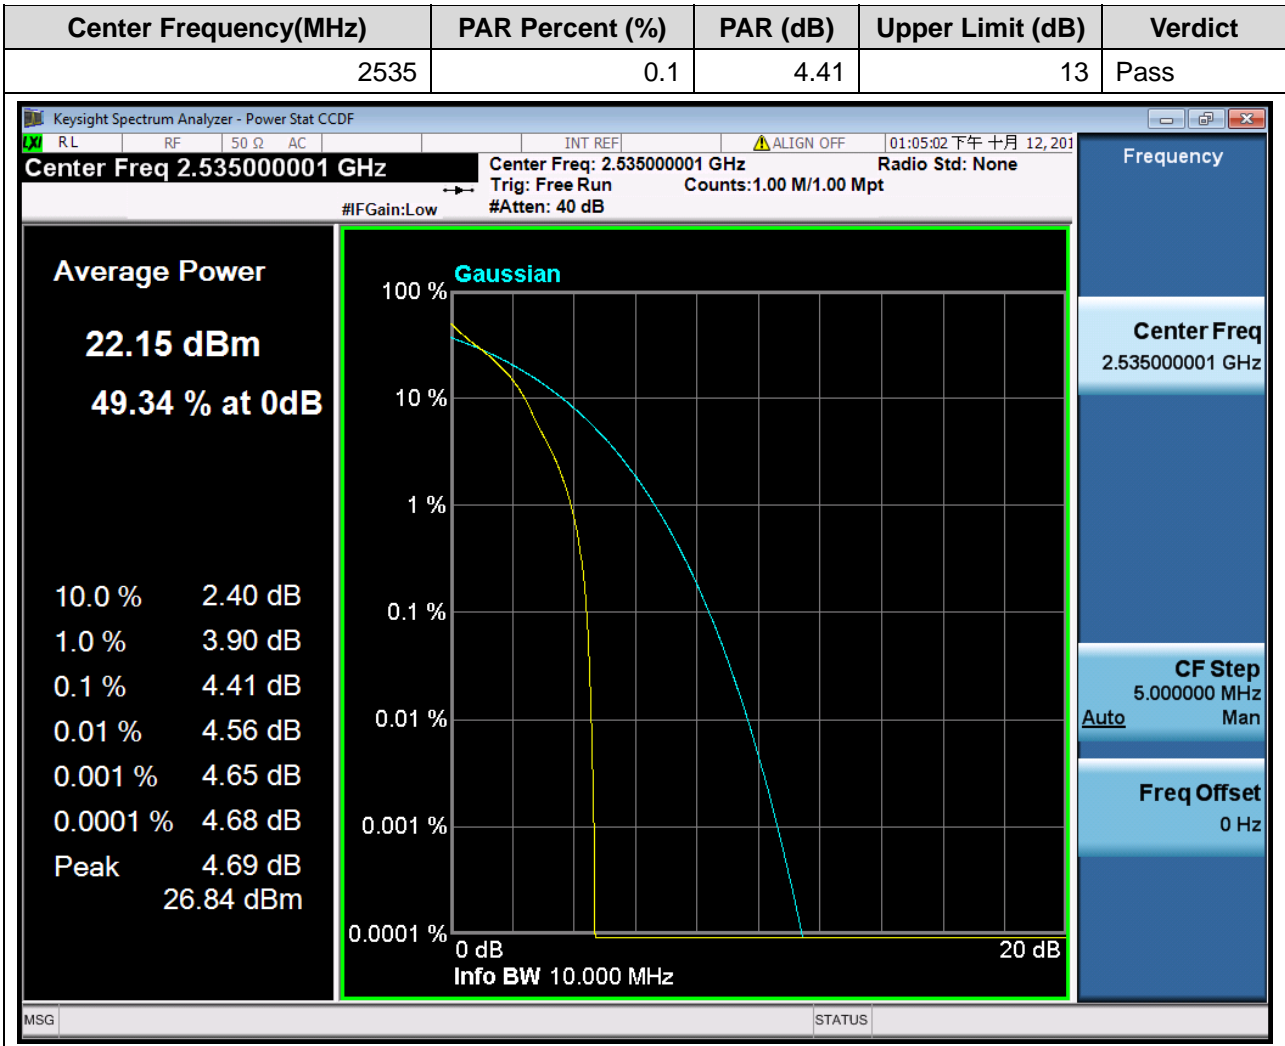 Center Frequency(MHz) PAR Percent (%) PAR (dB) Upper Limit (dB) Verdict
2535 0.1 4.41 13 Pass
Keysight Spectrum Analyzer - Power Stat CCDF
LXI RL RF 50 Ω AC INT REF ALIGN OFF 01:05:02 下午 十月 12, 201
Center Freq 2.535000001 GHz
Center Freq: 2.535000001 GHz Radio Std: None
Trig: Free Run Counts:1.00 M/1.00 Mpt
#IFGain:Low #Atten: 40 dB
Average Power
22.15 dBm
49.34 % at 0dB
10.0 % 2.40 dB
1.0 % 3.90 dB
0.1 % 4.41 dB
0.01 % 4.56 dB
0.001 % 4.65 dB
0.0001 % 4.68 dB
Peak 4.69 dB
26.84 dBm
Gaussian
100 %
10 %
1 %
0.1 %
0.01 %
0.001 %
0.0001 %
0 dB 20 dB
Info BW 10.000 MHz
Frequency
Center Freq
2.535000001 GHz
CF Step
5.000000 MHz
Auto Man
Freq Offset
0 Hz
MSG STATUS